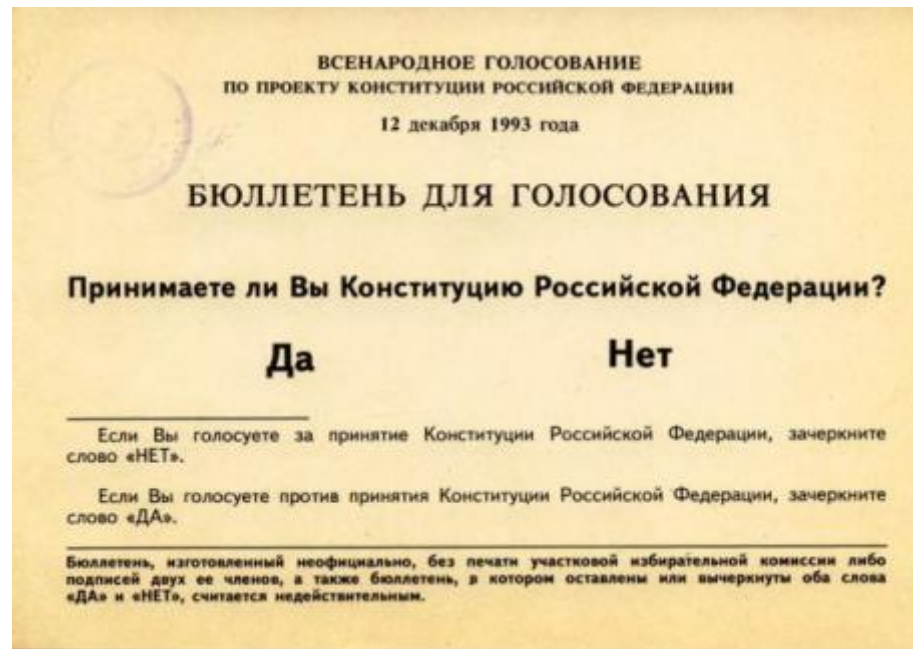 ВСЕНАРОДНОЕ ГОЛОСОВАНИЕ
ПО ПРОЕКТУ КОНСТИТУЦИИ РОССИЙСКОЙ ФЕДЕРАЦИИ
12 декабря 1993 года
БЮЛЛЕТЕНЬ ДЛЯ ГОЛОСОВАНИЯ
Принимаете ли Вы Конституцию Российской Федерации?
Да Нет
Если Вы голосуете за принятие Конституции Российской Федерации, зачеркните
слово «НЕТ».
Если Вы голосуете против принятия Конституции Российской Федерации, зачеркните
слово «ДА».
Бюллетень, изготовленный неофициально, без печати участковой избирательной комиссии либо
подписей двух ее членов, а также бюллетень, в котором оставлены или вычеркнуты оба слова
«ДА» и «НЕТ», считается недействительным.